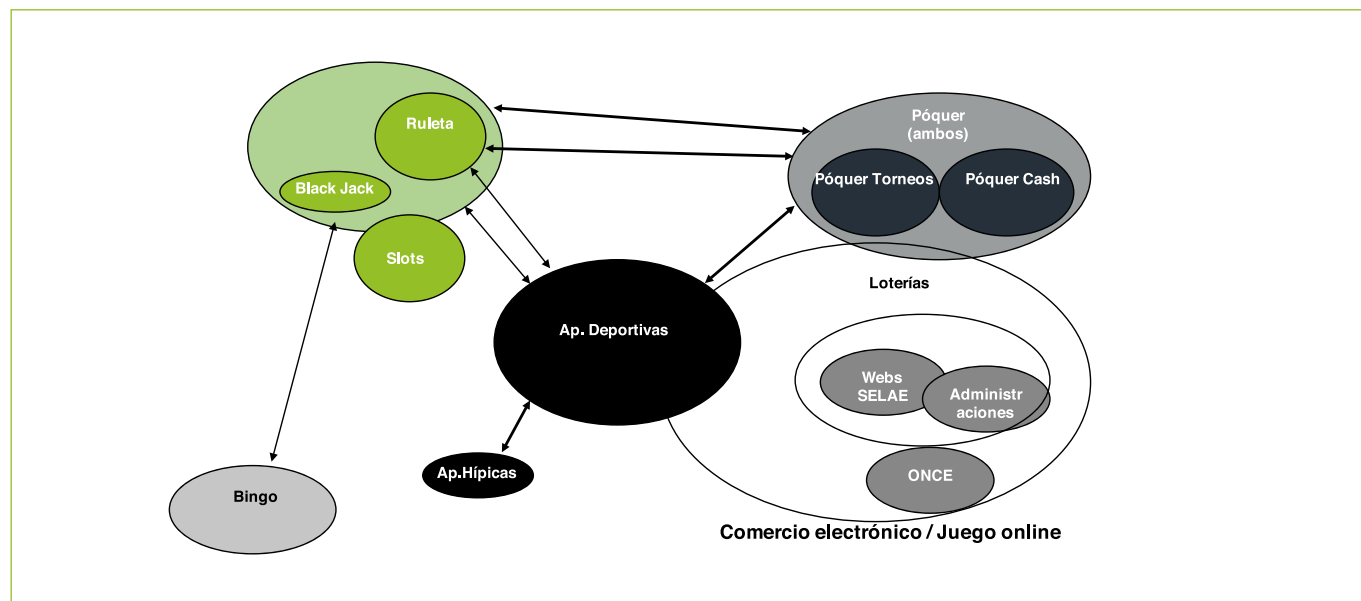 Ruleta
Black Jack
Slots
Póquer
(ambos)
Póquer Torneos
Póquer Cash
Ap. Deportivas
Loterías
Webs
SELAE
Administr
aciones
ONCE
Ap.Hípicas
Bingo
Comercio electrónico / Juego online